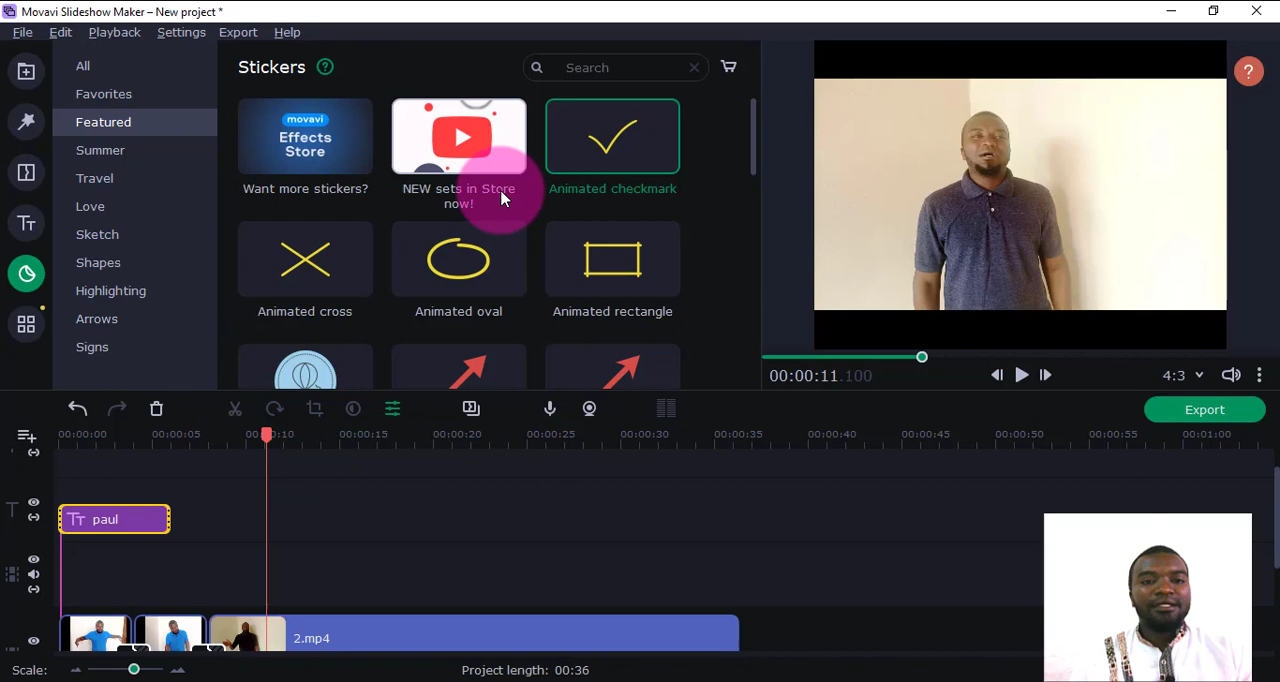 Movavi Slideshow Maker – New project *
File Edit Playback Settings Export Help
All
Favorites
Featured
Summer
Travel
Love
Sketch
Shapes
Highlighting
Arrows
Signs
Stickers ?
Search
movavi
Effects
Store
Want more stickers?
NEW sets in Store
now!
Animated checkmark
Animated cross
Animated oval
Animated rectangle
?
00:00:11.100
4:3
Export
00:00:00 00:00:05 00:00:10 00:00:15 00:00:20 00:00:25 00:00:30 00:00:35 00:00:40 00:00:45 00:00:50 00:00:55 00:01:00
Tt paul
2.mp4
Scale:
Project length: 00:36